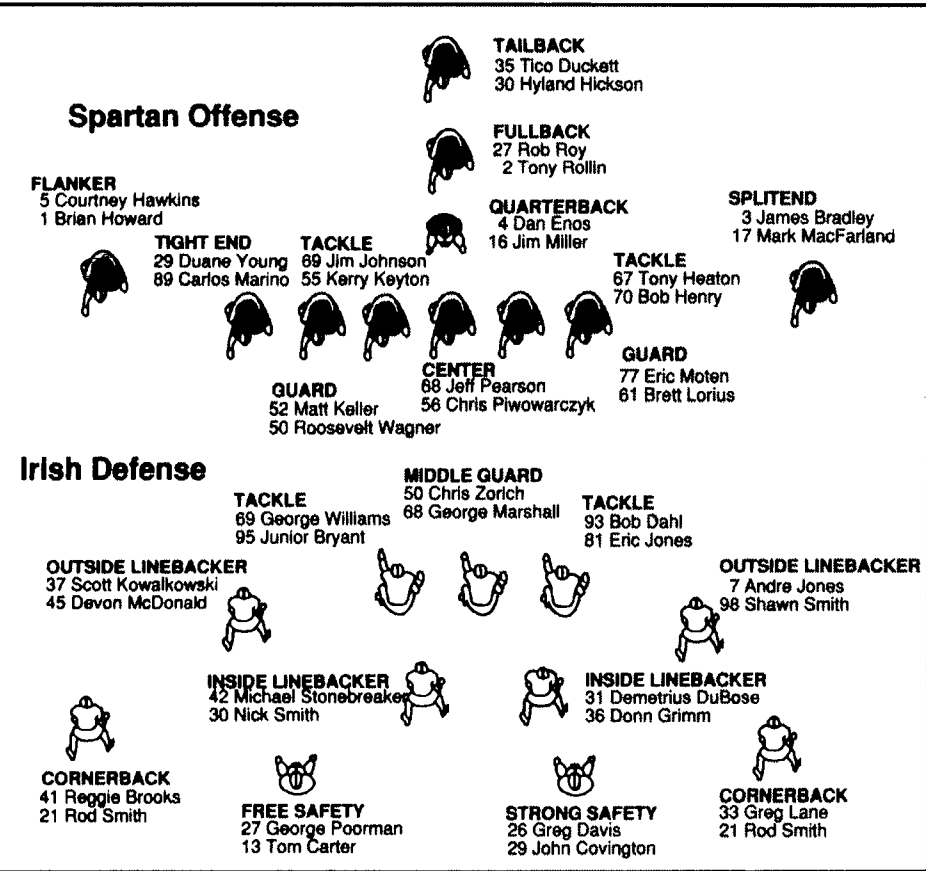 TAILBACK
35 Tico Duckett
30 Hyland Hickson
Spartan Offense
FULLBACK
27 Rob Roy
2 Tony Rollin
FLANKER
5 Courtney Hawkins
1 Brian Howard
QUARTERBACK
4 Dan Enos
16 Jim Miller
SPLITEND
3 James Bradley
17 Mark MacFarland
TIGHT END
29 Duane Young
89 Carlos Marino
TACKLE
69 Jim Johnson
55 Kerry Keyton
TACKLE
67 Tony Heaton
70 Bob Henry
GUARD
52 Matt Keller
50 Roosevelt Wagner
CENTER
68 Jeff Pearson
56 Chris Piwowarczyk
GUARD
77 Eric Moten
61 Brett Lorius
Irish Defense
TACKLE
69 George Williams
95 Junior Bryant
MIDDLE GUARD
50 Chris Zorich
68 George Marshall
TACKLE
93 Bob Dahl
81 Eric Jones
OUTSIDE LINEBACKER
37 Scott Kowalkowski
45 Devon McDonald
OUTSIDE LINEBACKER
7 Andre Jones
98 Shawn Smith
INSIDE LINEBACKER
42 Michael Stonebreaker
30 Nick Smith
INSIDE LINEBACKER
31 Demetrius DuBose
36 Donn Grimm
CORNERBACK
41 Reggie Brooks
21 Rod Smith
FREE SAFETY
27 George Poorman
13 Tom Carter
STRONG SAFETY
26 Greg Davis
29 John Covington
CORNERBACK
33 Greg Lane
21 Rod Smith